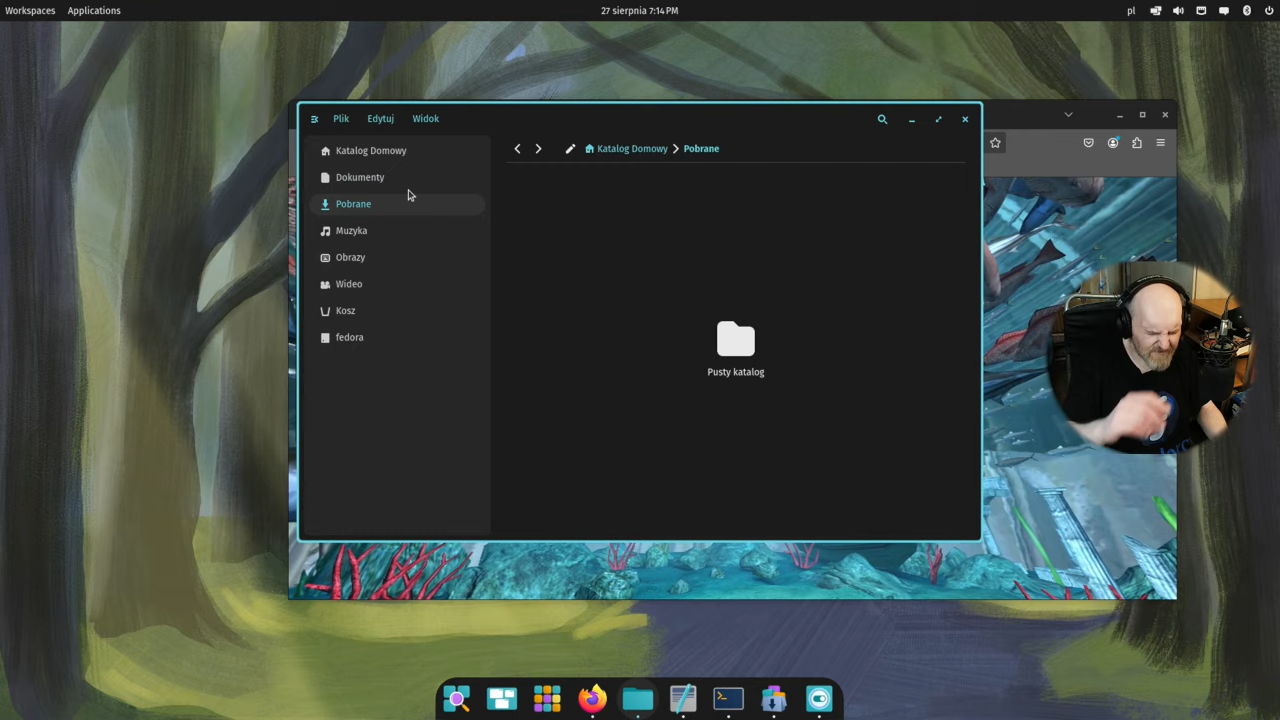 Workspaces Applications 27 sierpnia 7:14 PM pl
Plik Edytuj Widok
Katalog Domowy
Dokumenty
Pobrane
Muzyka
Obrazy
Wideo
Kosz
fedora
Katalog Domowy Pobrane
Pusty katalog